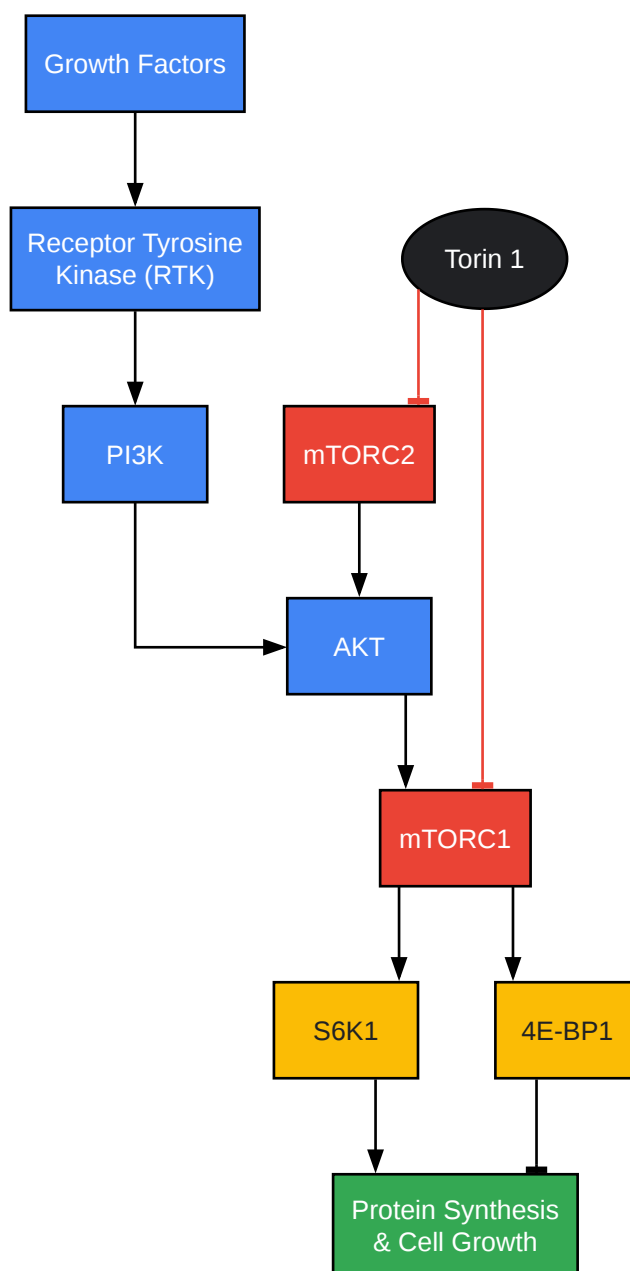 Growth Factors
Receptor Tyrosine
Kinase (RTK)
Torin 1
PI3K
mTORC2
AKT
mTORC1
S6K1
4E-BP1
Protein Synthesis
& Cell Growth